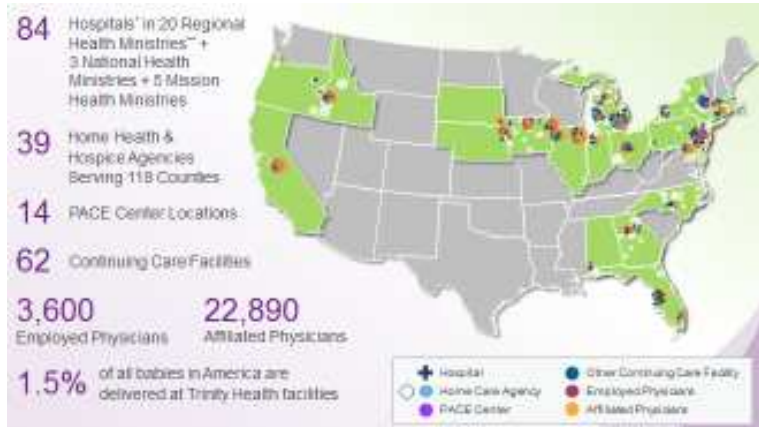 84
Hospitals* in 20 Regional
Health Ministries** +
3 National Health
Ministries + 5 Mission
Health Ministries
39
Home Health &
Hospice Agencies
Serving 118 Counties
14
PACE Center Locations
62
Continuing Care Facilities
3,600
Employed Physicians
22,890
Affiliated Physicians
1.5%
of all babies in America are
delivered at Trinity Health facilities
Hospital
Home Care Agency
PACE Center
Other Continuing Care Facility
Employed Physicians
Affiliated Physicians